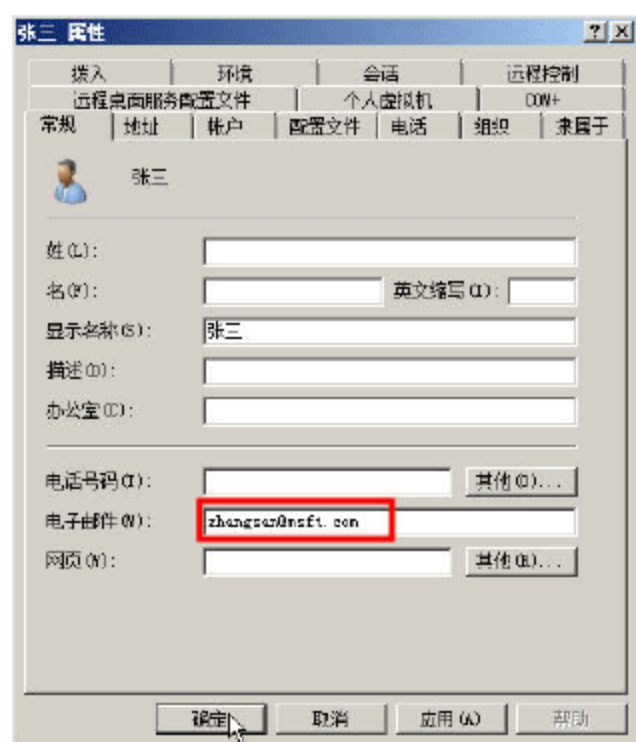 张三 属性
拨入 环境 会话 远程控制
远程桌面服务配置文件 个人虚拟机 COM+
常规 地址 帐户 配置文件 电话 组织 隶属于
张三
姓(L):
名(F): 英文缩写(I):
显示名称(S): 张三
描述(D):
办公室(C):
电话号码(T): 其他(O)...
电子邮件(M): zhangsan@msft.com
网页(W): 其他(R)...
确定 取消 应用(A) 帮助